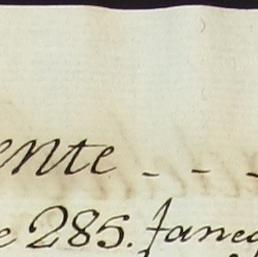 ente - - -
e 285. faneg